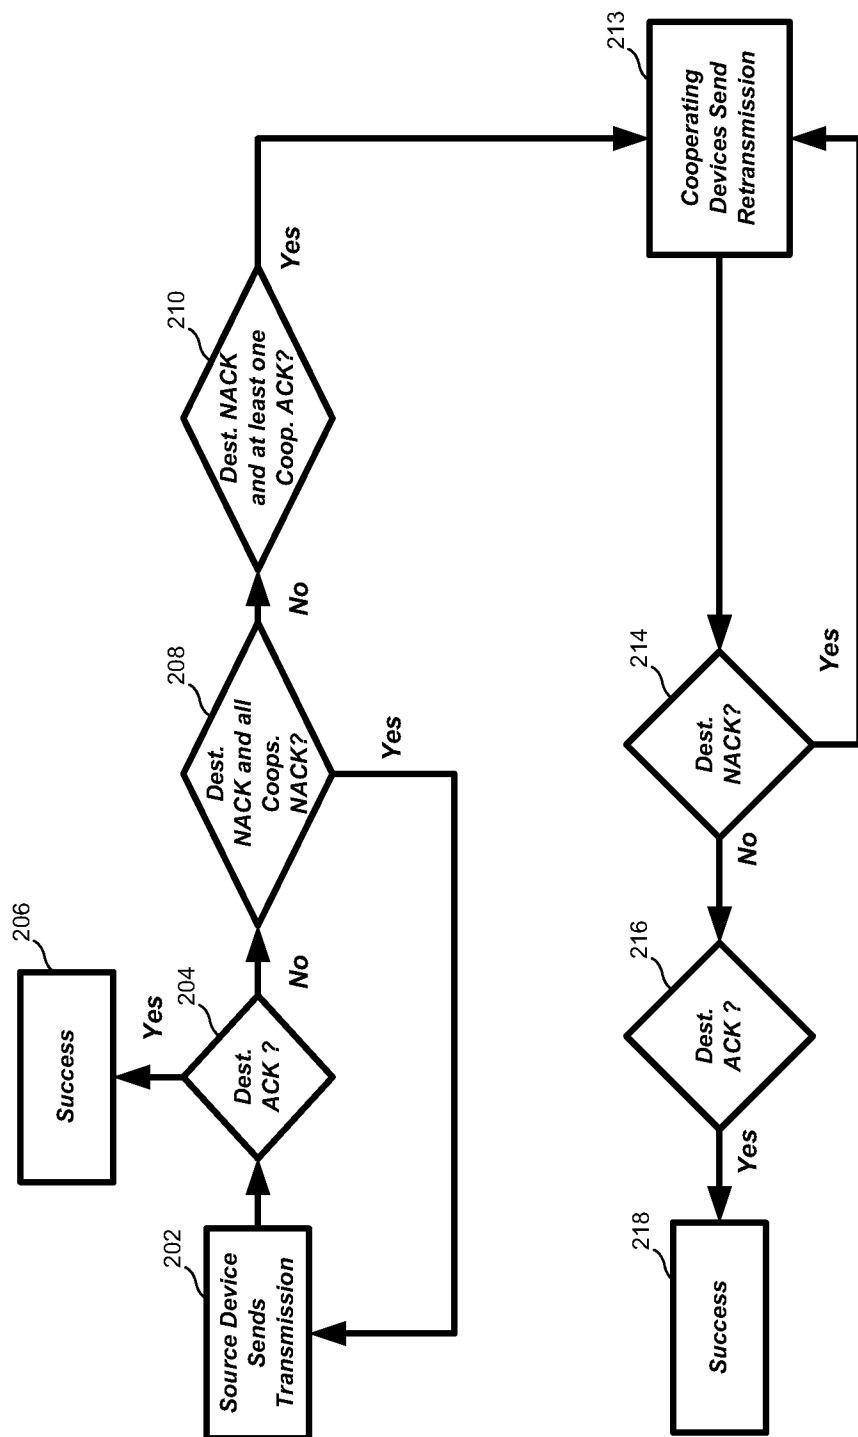 206
Success
Yes
202
Source Device
Sends
Transmission
204
Dest.
ACK ?
No
208
Dest.
NACK and all
Coops.
NACK?
Yes
No
210
Dest. NACK
and at least one
Coop. ACK?
Yes
213
Cooperating
Devices Send
Retransmission
214
Dest.
NACK?
Yes
No
216
Dest.
ACK ?
Yes
218
Success